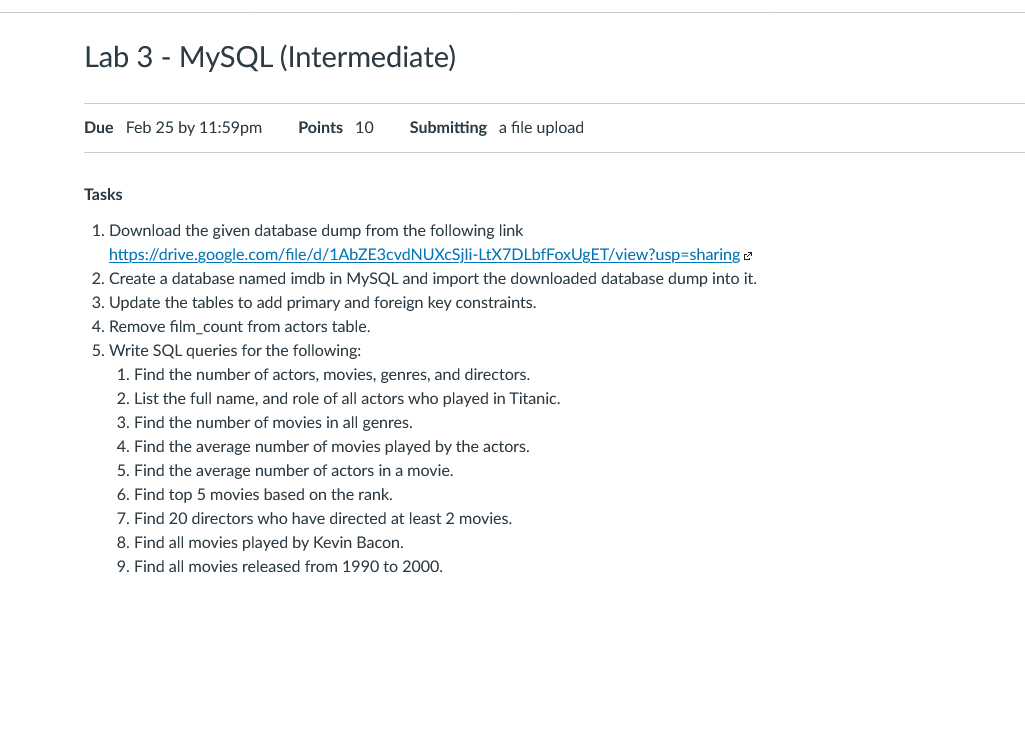 Lab 3 - MySQL (Intermediate)
Due Feb 25 by 11:59pm Points 10 Submitting a file upload
Tasks
1. Download the given database dump from the following link
https://drive.google.com/file/d/1AbZE3cvdNUXcSjIi-LtX7DLbfFoxUgET/view?usp=sharing
2. Create a database named imdb in MySQL and import the downloaded database dump into it.
3. Update the tables to add primary and foreign key constraints.
4. Remove film_count from actors table.
5. Write SQL queries for the following:
1. Find the number of actors, movies, genres, and directors.
2. List the full name, and role of all actors who played in Titanic.
3. Find the number of movies in all genres.
4. Find the average number of movies played by the actors.
5. Find the average number of actors in a movie.
6. Find top 5 movies based on the rank.
7. Find 20 directors who have directed at least 2 movies.
8. Find all movies played by Kevin Bacon.
9. Find all movies released from 1990 to 2000.